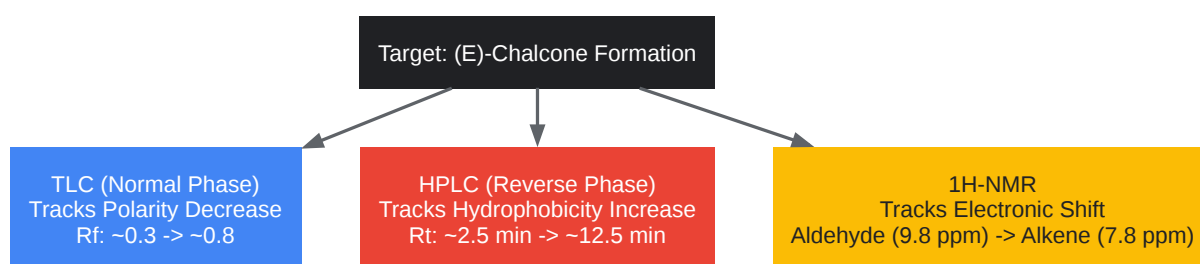 Target: (E)-Chalcone Formation
TLC (Normal Phase)
Tracks Polarity Decrease
Rf: ~0.3 -> ~0.8
HPLC (Reverse Phase)
Tracks Hydrophobicity Increase
Rt: ~2.5 min -> ~12.5 min
1H-NMR
Tracks Electronic Shift
Aldehyde (9.8 ppm) -> Alkene (7.8 ppm)